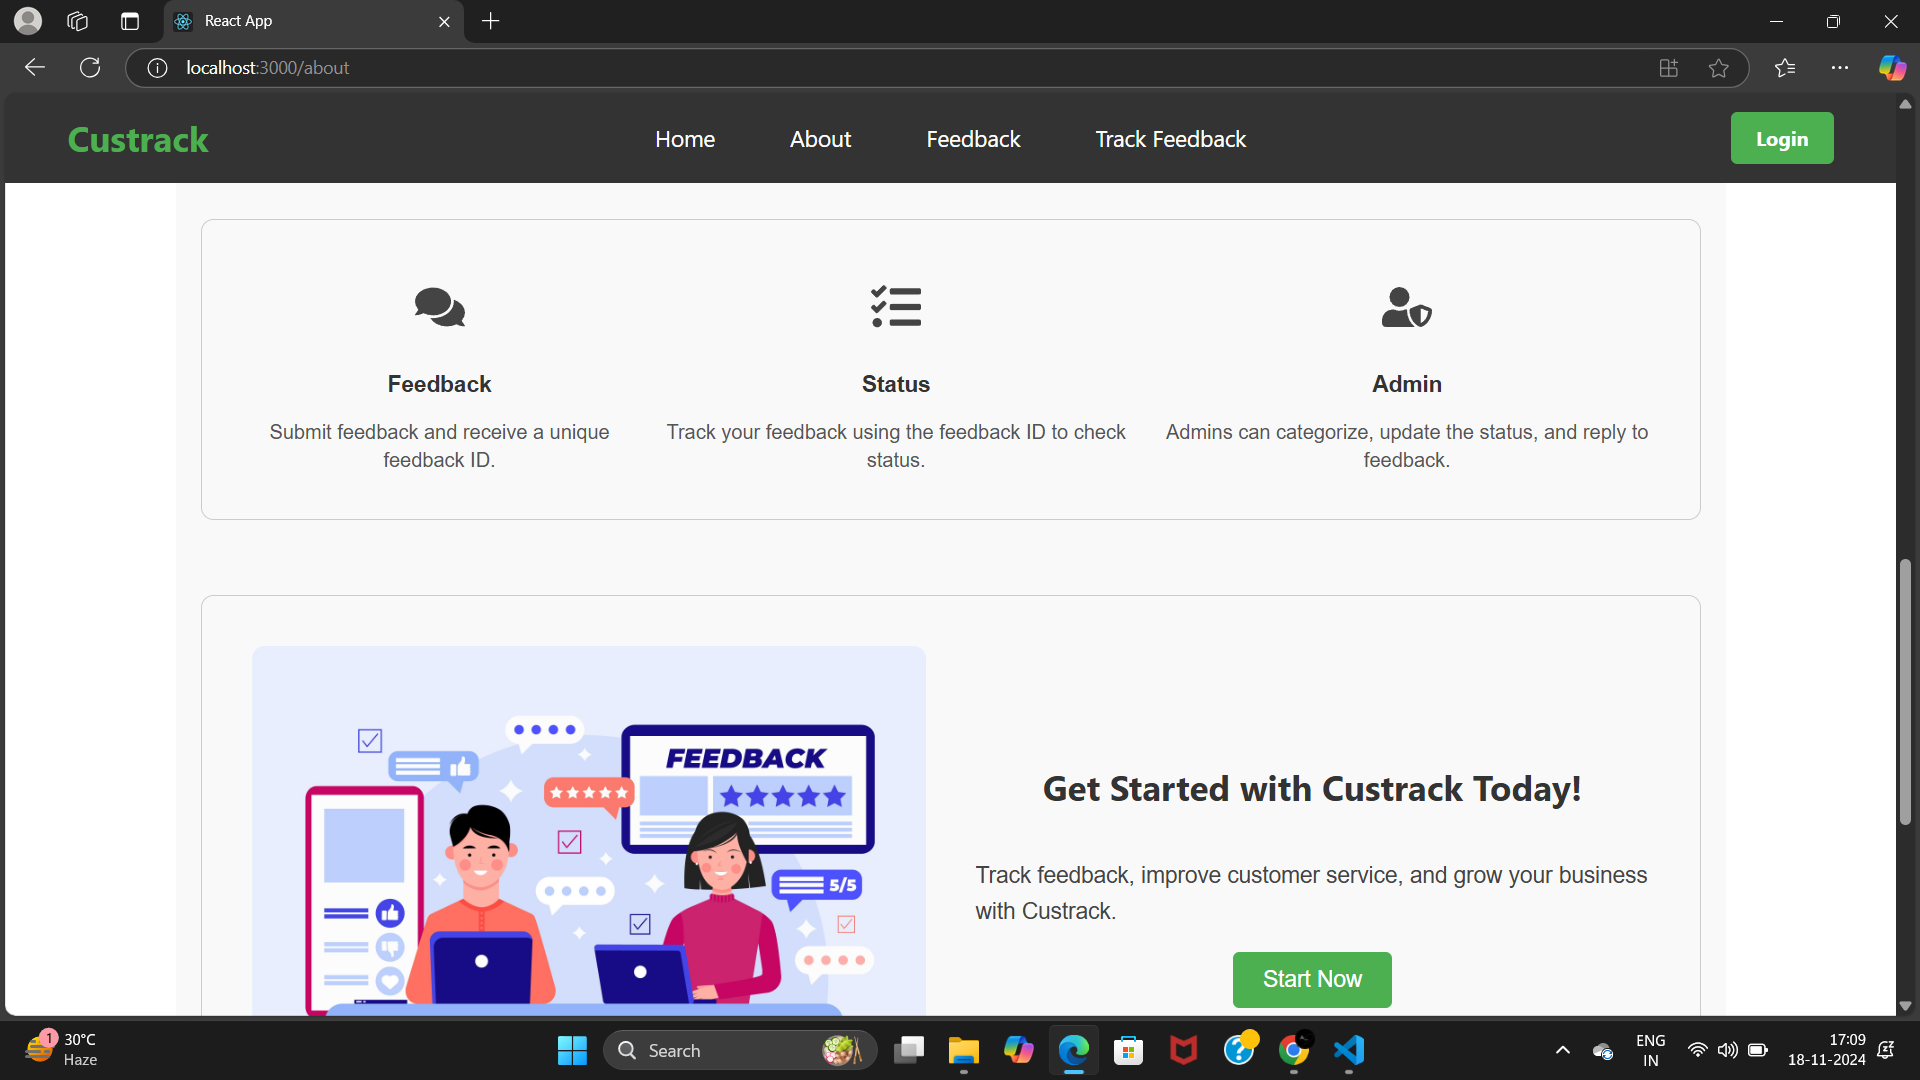 React App
localhost:3000/about
Custrack
Home
About
Feedback
Track Feedback
Login
Feedback
Submit feedback and receive a unique
feedback ID.
Status
Track your feedback using the feedback ID to check
status.
Admin
Admins can categorize, update the status, and reply to
feedback.
FEEDBACK
5/5
Get Started with Custrack Today!
Track feedback, improve customer service, and grow your business
with Custrack.
Start Now
1
30°C
Haze
Search
ENG
IN
17:09
18-11-2024